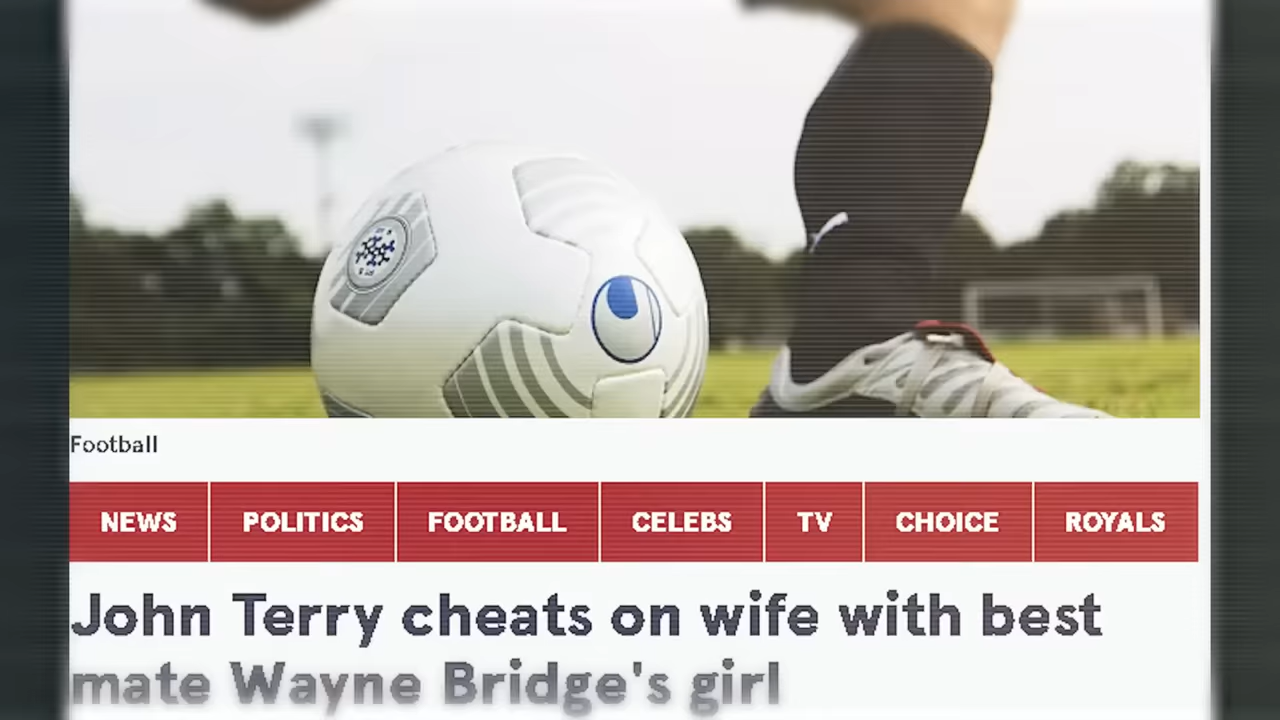 Football
NEWS POLITICS FOOTBALL CELEBS TV CHOICE ROYALS
John Terry cheats on wife with best
mate Wayne Bridge's girl